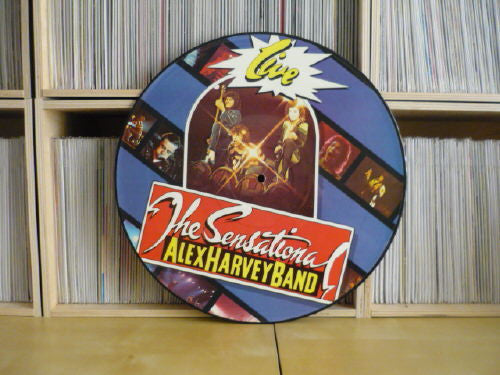 Live
The Sensational
ALEX HARVEY BAND